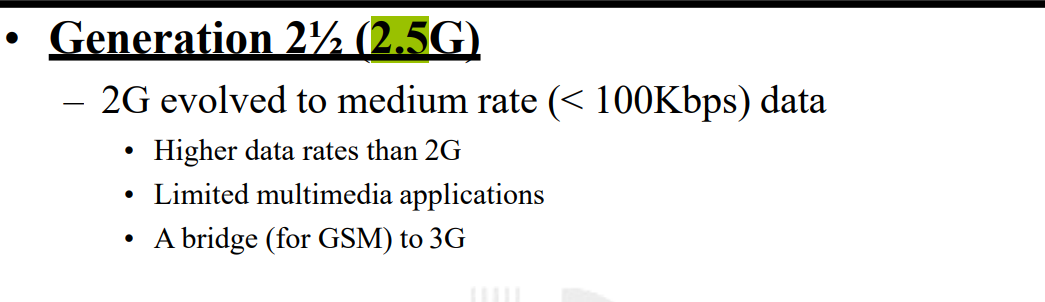 • Generation 2½ (2.5G)
– 2G evolved to medium rate (< 100Kbps) data
• Higher data rates than 2G
• Limited multimedia applications
• A bridge (for GSM) to 3G